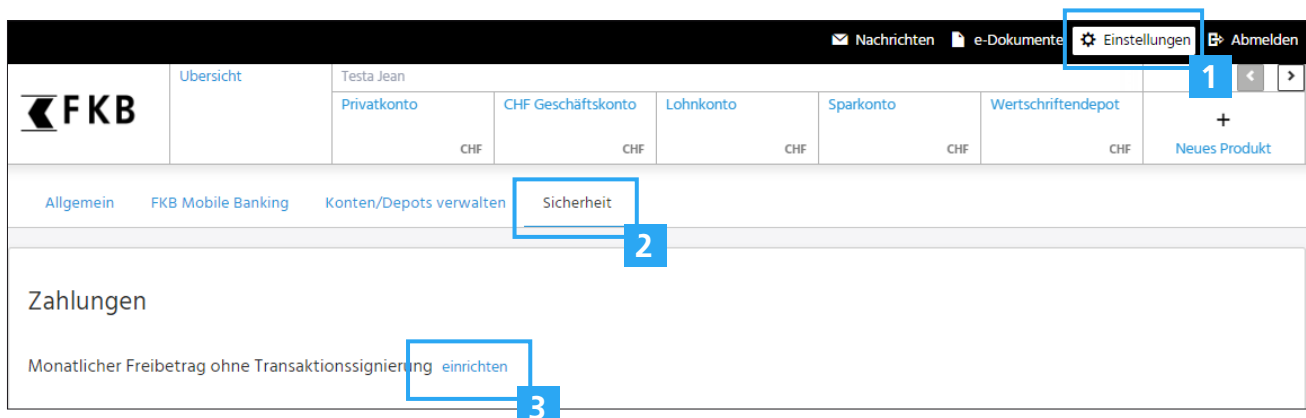 Nachrichten e-Dokumente Einstellungen Abmelden
1
FKB
Ubersicht
Testa Jean
Privatkonto CHF Geschäftskonto Lohnkonto Sparkonto Wertschriftendepot
+
CHF CHF CHF CHF CHF Neues Produkt
Allgemein FKB Mobile Banking Konten/Depots verwalten Sicherheit
2
Zahlungen
Monatlicher Freibetrag ohne Transaktionssignierung einrichten
3